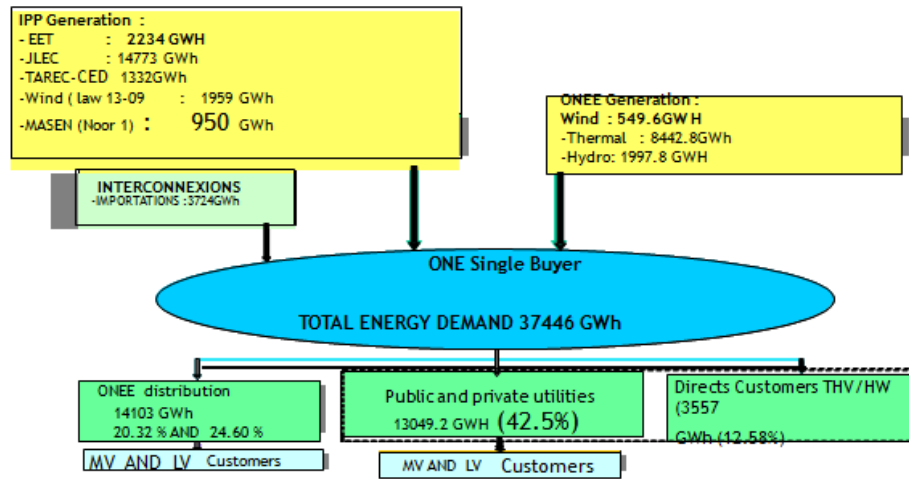 IPP Generation :
- EET : 2234 GWH
-JLEC : 14773 GWh
-TAREC-CED 1332GWh
-Wind ( law 13-09 : 1959 GWh
-MASEN (Noor 1) : 950 GWh
ONEE Generation :
Wind : 549.6GW H
-Thermal : 8442.8GWh
-Hydro: 1997.8 GWH
INTERCONNEXIONS
-IMPORTATIONS :3724GWh
ONE Single Buyer
TOTAL ENERGY DEMAND 37446 GWh
ONEE distribution
14103 GWh
20.32 % AND 24.60 %
MV AND LV Customers
Public and private utilities
13049.2 GWH (42.5%)
MV AND LV Customers
Directs Customers THV/HW
(3557
GWh (12.58%)